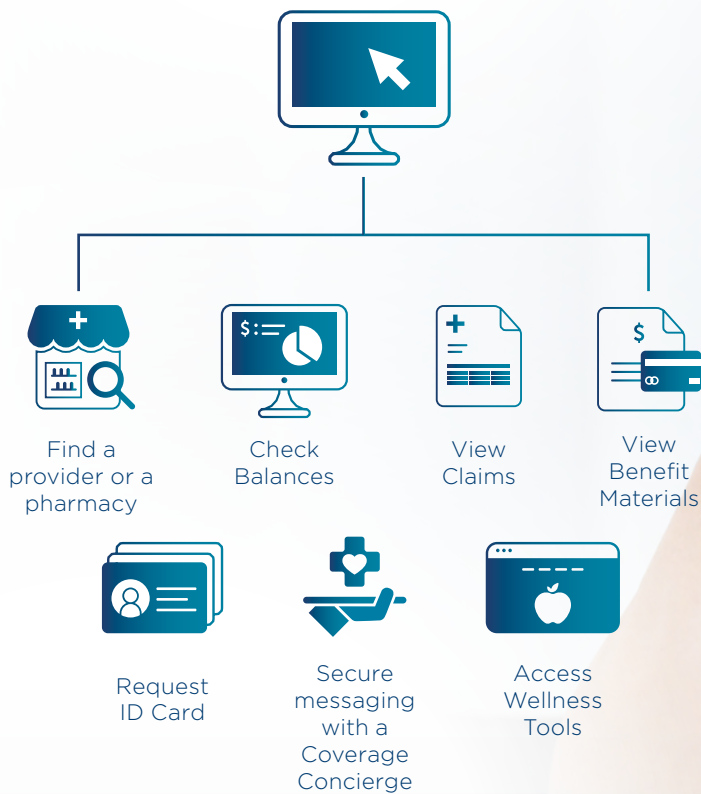 $:
$
Find a
provider or a
pharmacy
Check
Balances
View
Claims
View
Benefit
Materials
Request
ID Card
Secure
messaging
with a
Coverage
Concierge
Access
Wellness
Tools